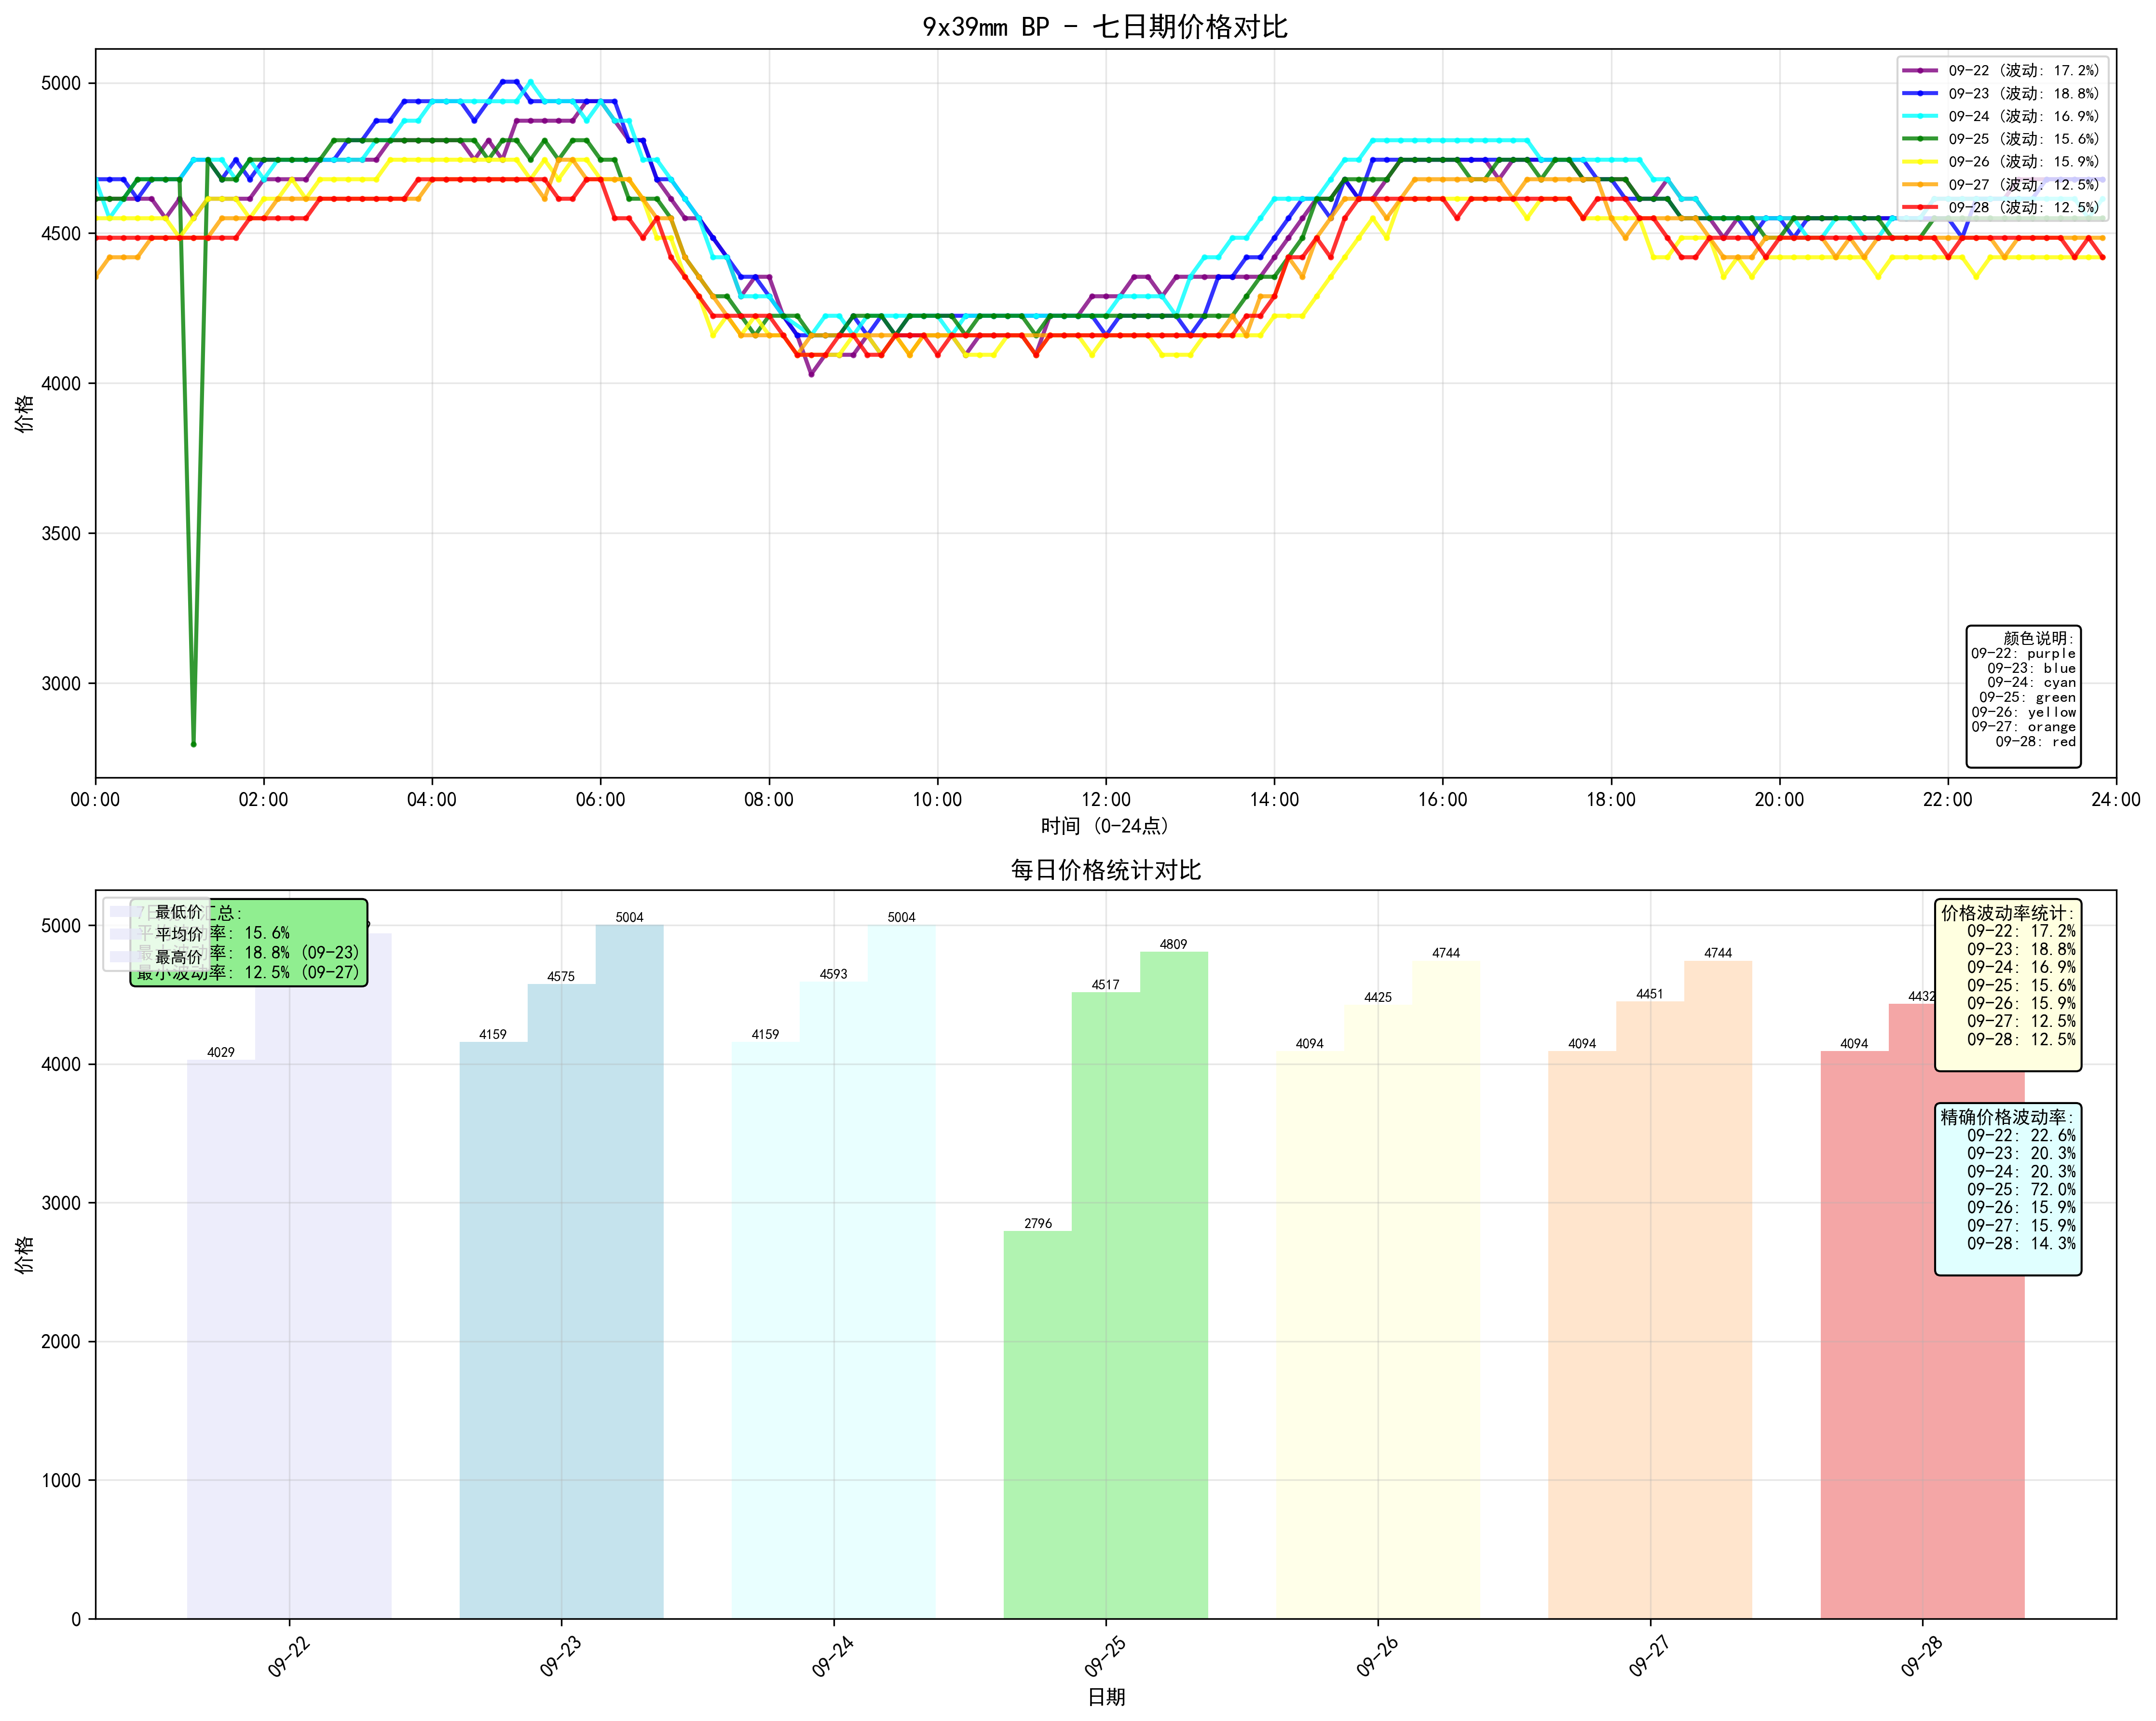 9x39mm BP - 七日期价格对比
5000
4500
4000
3500
3000
价格
09-22 (波动: 17.2%)
09-23 (波动: 18.8%)
09-24 (波动: 16.9%)
09-25 (波动: 15.6%)
09-26 (波动: 15.9%)
09-27 (波动: 12.5%)
09-28 (波动: 12.5%)
颜色说明:
09-22: purple
09-23: blue
09-24: cyan
09-25: green
09-26: yellow
09-27: orange
09-28: red
00:00 02:00 04:00 06:00 08:00 10:00 12:00 14:00 16:00 18:00 20:00 22:00 24:00
时间 (0-24点)
每日价格统计对比
5000
4000
3000
2000
1000
0
价格
最低价
平均价
最高价
汇总:
率: 15.6%
率: 18.8% (09-23)
最小波动率: 12.5% (09-27)
4029
4159
4575
5004
4159
4593
5004
2796
4517
4809
4094
4425
4744
4094
4451
4744
4094
4432
价格波动率统计:
09-22: 17.2%
09-23: 18.8%
09-24: 16.9%
09-25: 15.6%
09-26: 15.9%
09-27: 12.5%
09-28: 12.5%
精确价格波动率:
09-22: 22.6%
09-23: 20.3%
09-24: 20.3%
09-25: 72.0%
09-26: 15.9%
09-27: 15.9%
09-28: 14.3%
09-22 09-23 09-24 09-25 09-26 09-27 09-28
日期